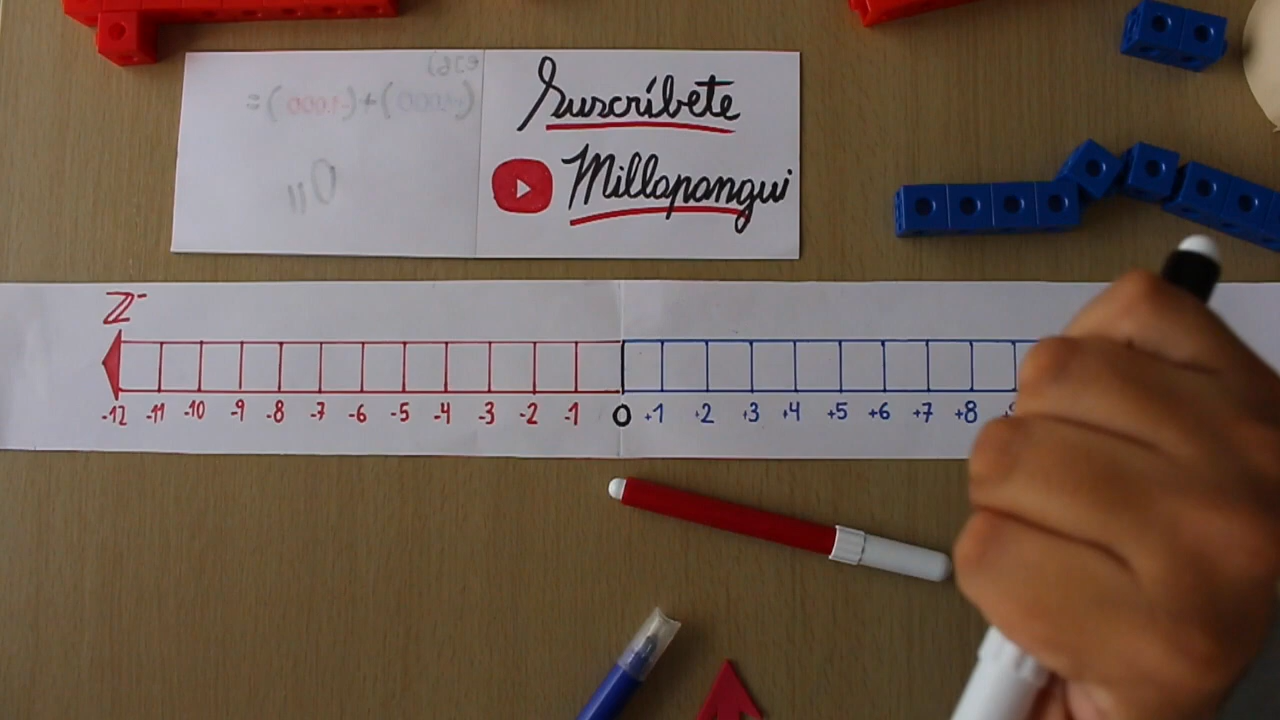 Suscríbete
Millapangui
Z⁻
-12 -11 -10 -9 -8 -7 -6 -5 -4 -3 -2 -1 0 +1 +2 +3 +4 +5 +6 +7 +8